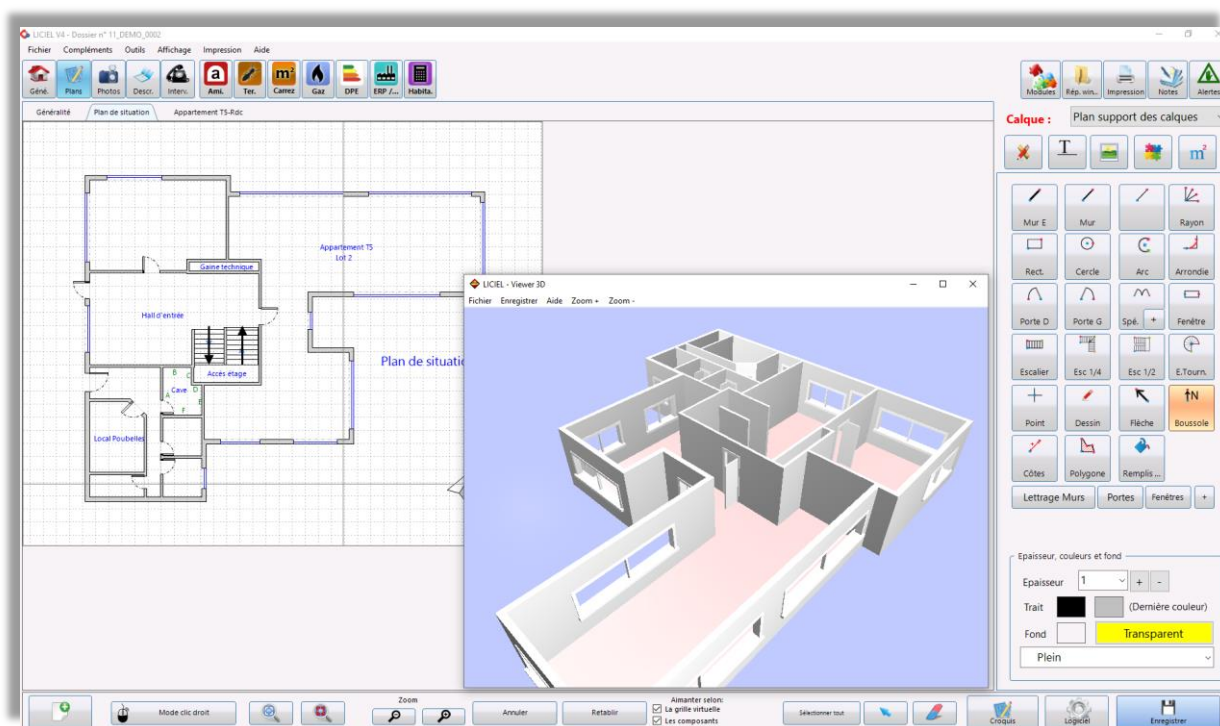 LICIEL V4 - Dossier n° 11_DEMO_0002
Fichier Compléments Outils Affichage Impression Aide
Géné. Plans Photos Descr. Interv. Ami. Ter. Carrez Gaz DPE ERP /... Habita.
Modules Rép. win... Impression Notes Alertes
Généralité Plan de situation Appartement T5-Rdc
Calque : Plan support des calques
Appartement T5
Lot 2
Gaine technique
Hall d'entrée
Accès étage
Plan de situatio
B
C
Cave
D
A
E
F
Local Poubelles
LICIEL - Viewer 3D
Fichier Enregistrer Aide Zoom + Zoom -
Mur E Mur Rayon
Rect. Cercle Arc Arrondie
Porte D Porte G Spé. + Fenêtre
Escalier Esc 1/4 Esc 1/2 E.Tourn.
Point Dessin Flèche Boussole
Côtes Polygone Remplis ...
Lettrage Murs Portes Fenêtres +
Epaisseur, couleurs et fond
Epaisseur 1 + -
Trait (Dernière couleur)
Fond Transparent
Plein
Mode clic droit
Zoom
Annuler Retablir
Aimanter selon:
La grille virtuelle
Les composants
Sélectionner tout
Croquis Logiciel Enregistrer